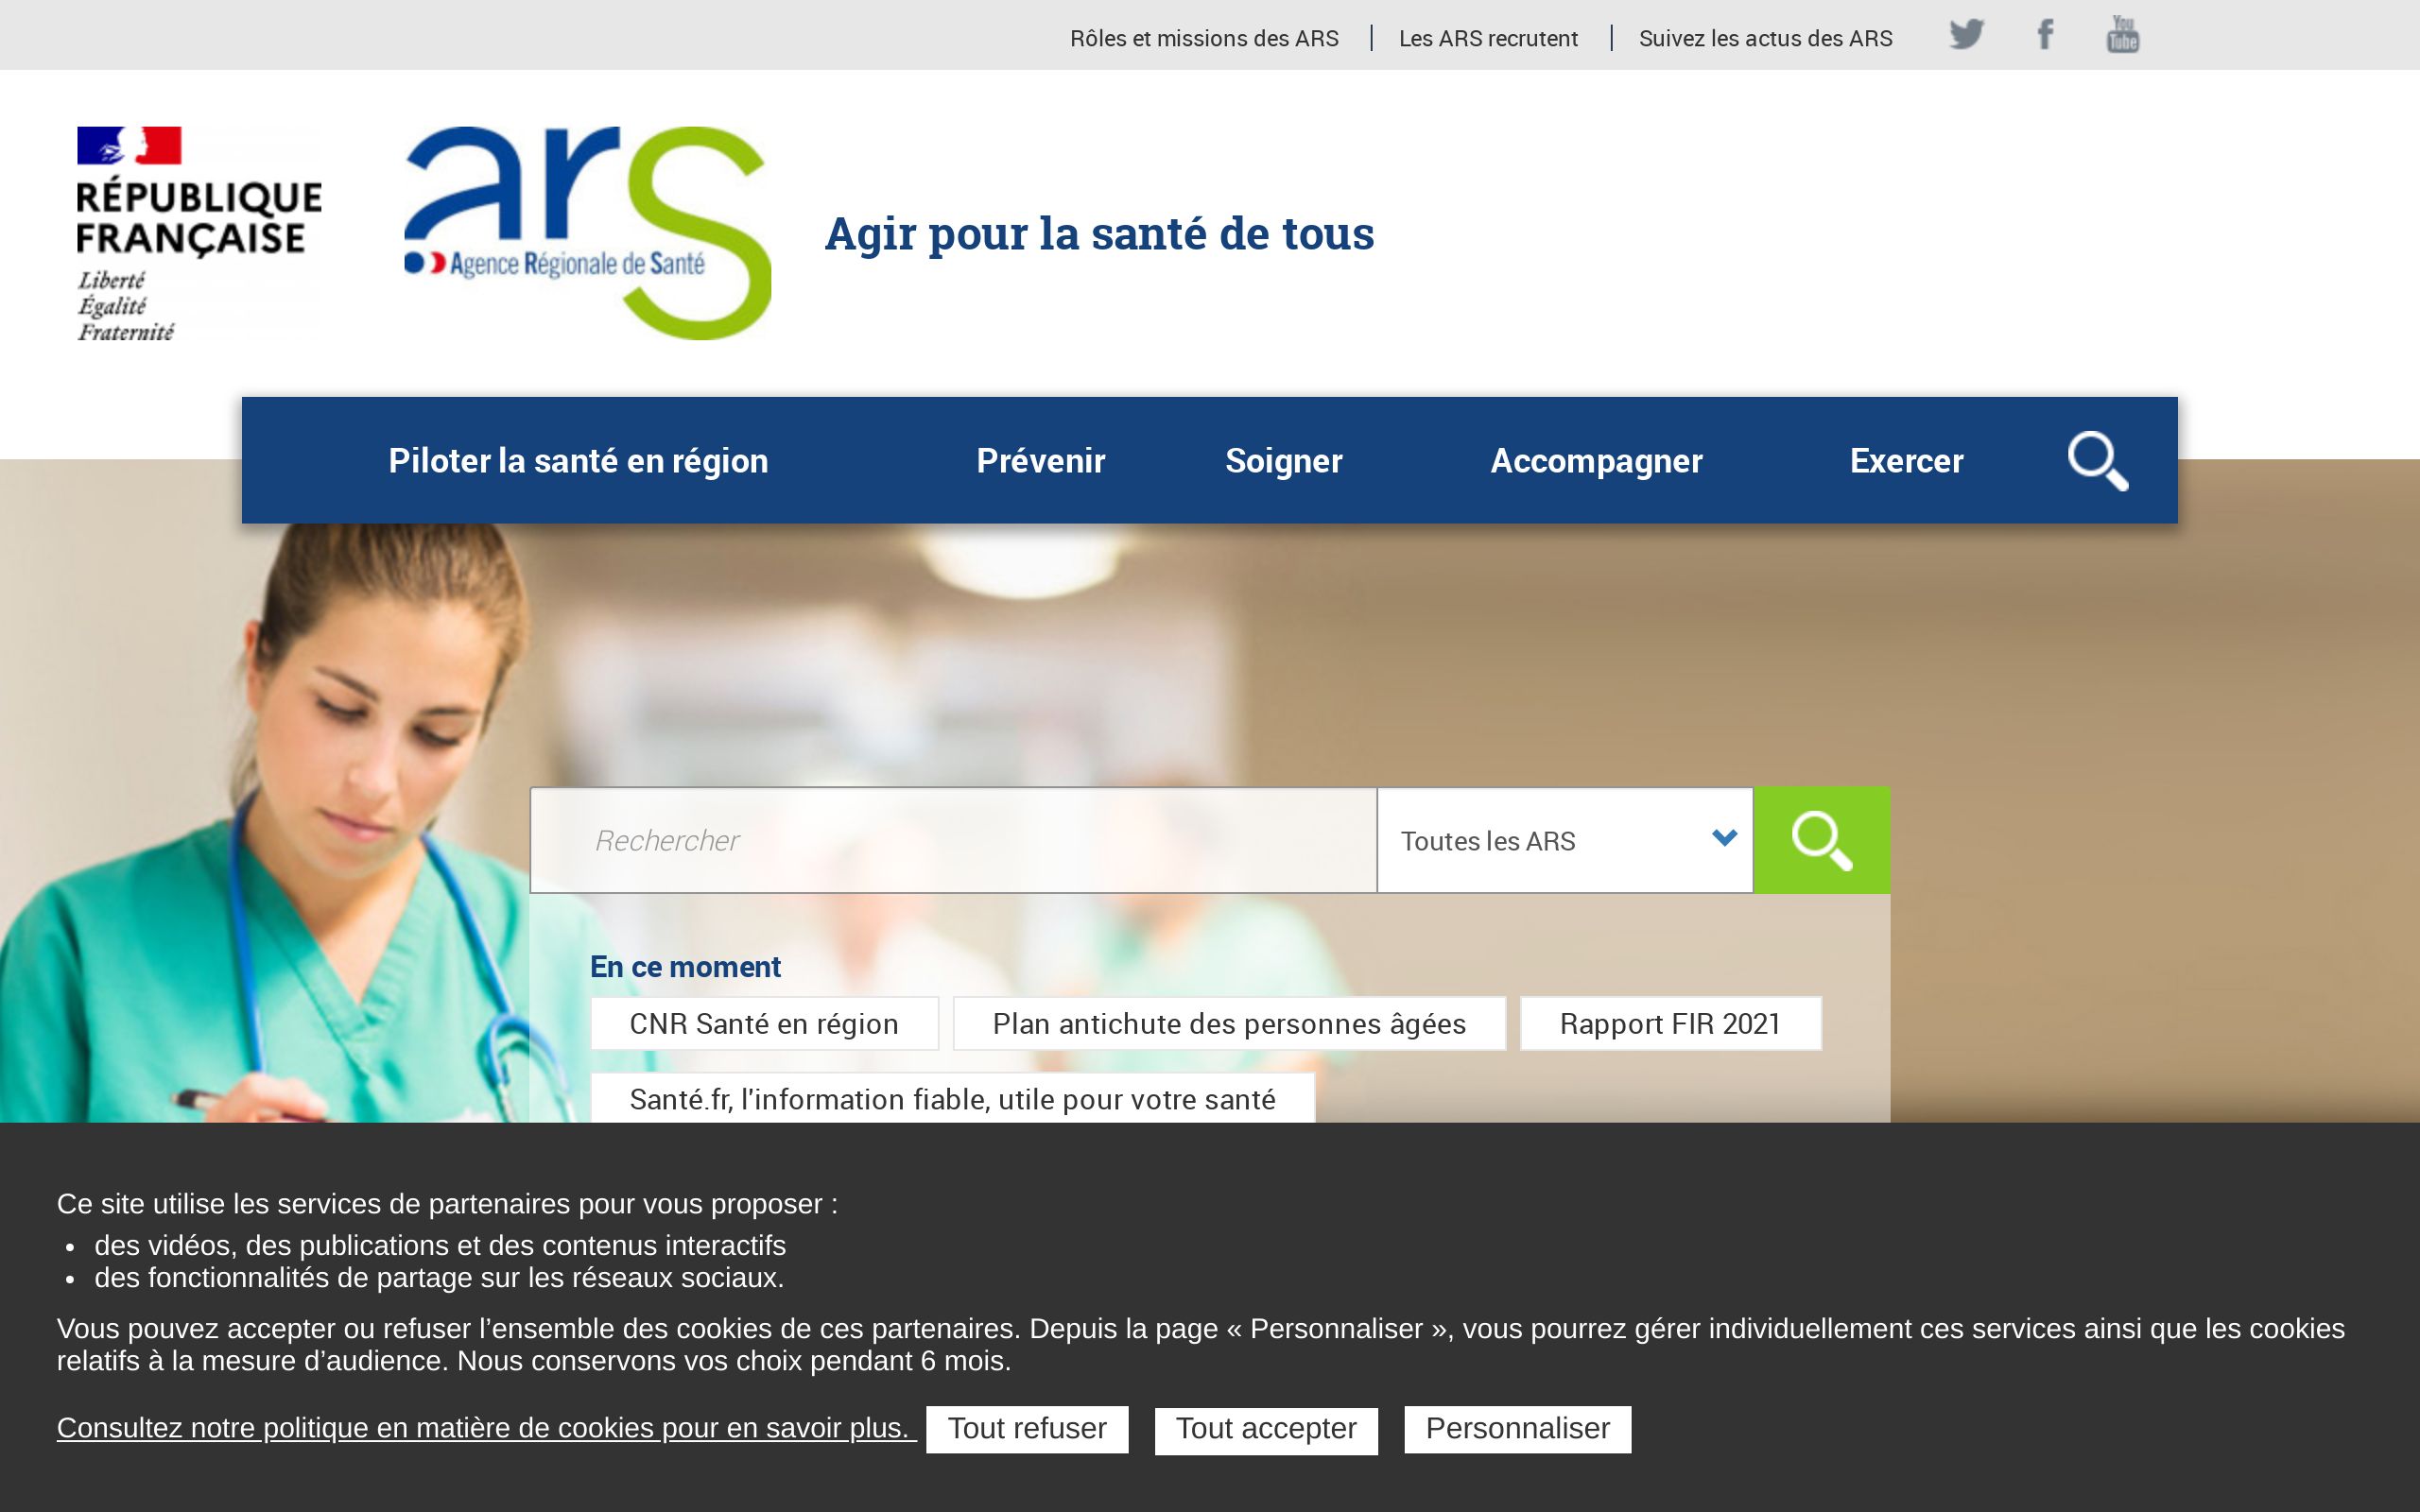 Rôles et missions des ARS
Les ARS recrutent
Suivez les actus des ARS
You
Tube
RÉPUBLIQUE
FRANÇAISE
Liberté
Égalité
Fraternité
ars
Agence Régionale de Santé
Agir pour la santé de tous
Piloter la santé en région
Prévenir
Soigner
Accompagner
Exercer
Rechercher
Toutes les ARS
En ce moment
CNR Santé en région
Plan antichute des personnes âgées
Rapport FIR 2021
Santé.fr, l'information fiable, utile pour votre santé
Ce site utilise les services de partenaires pour vous proposer :
• des vidéos, des publications et des contenus interactifs
• des fonctionnalités de partage sur les réseaux sociaux.
Vous pouvez accepter ou refuser l’ensemble des cookies de ces partenaires. Depuis la page « Personnaliser », vous pourrez gérer individuellement ces services ainsi que les cookies
relatifs à la mesure d’audience. Nous conservons vos choix pendant 6 mois.
Consultez notre politique en matière de cookies pour en savoir plus.
Tout refuser
Tout accepter
Personnaliser